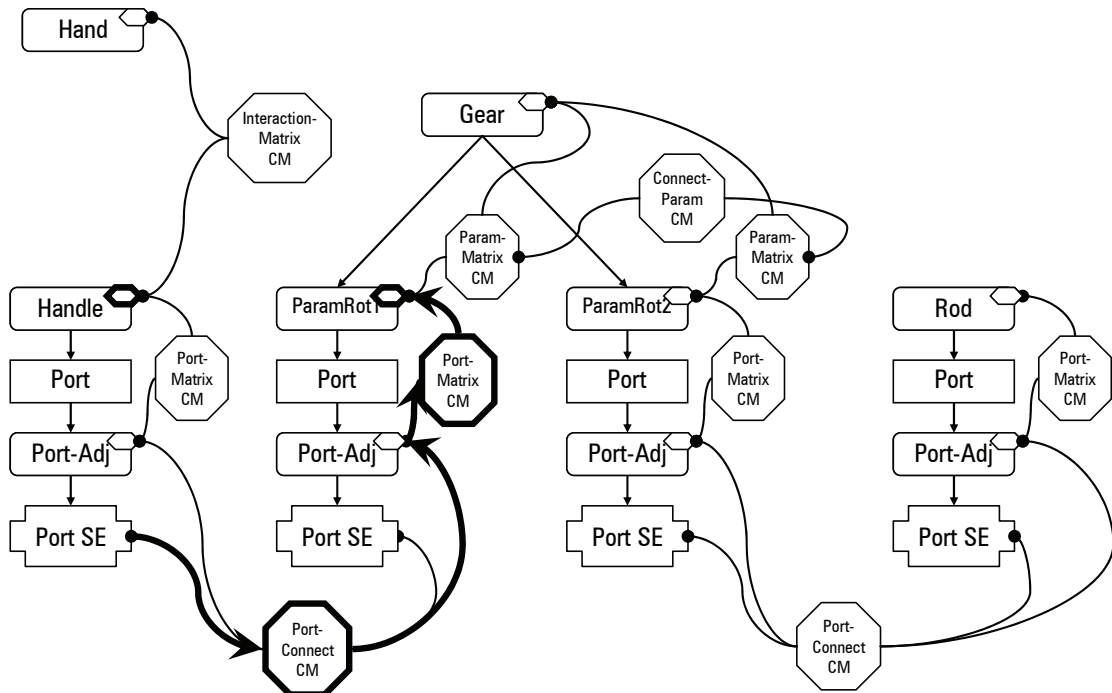 Hand
Interaction-
Matrix
CM
Gear
Connect-
Param
CM
Param-
Matrix
CM
Param-
Matrix
CM
Handle
ParamRot1
ParamRot2
Rod
Port
Port-
Matrix
CM
Port
Port-
Matrix
CM
Port
Port-
Matrix
CM
Port
Port-
Matrix
CM
Port-Adj
Port-Adj
Port-Adj
Port-Adj
Port SE
Port SE
Port SE
Port SE
Port-
Connect
CM
Port-
Connect
CM